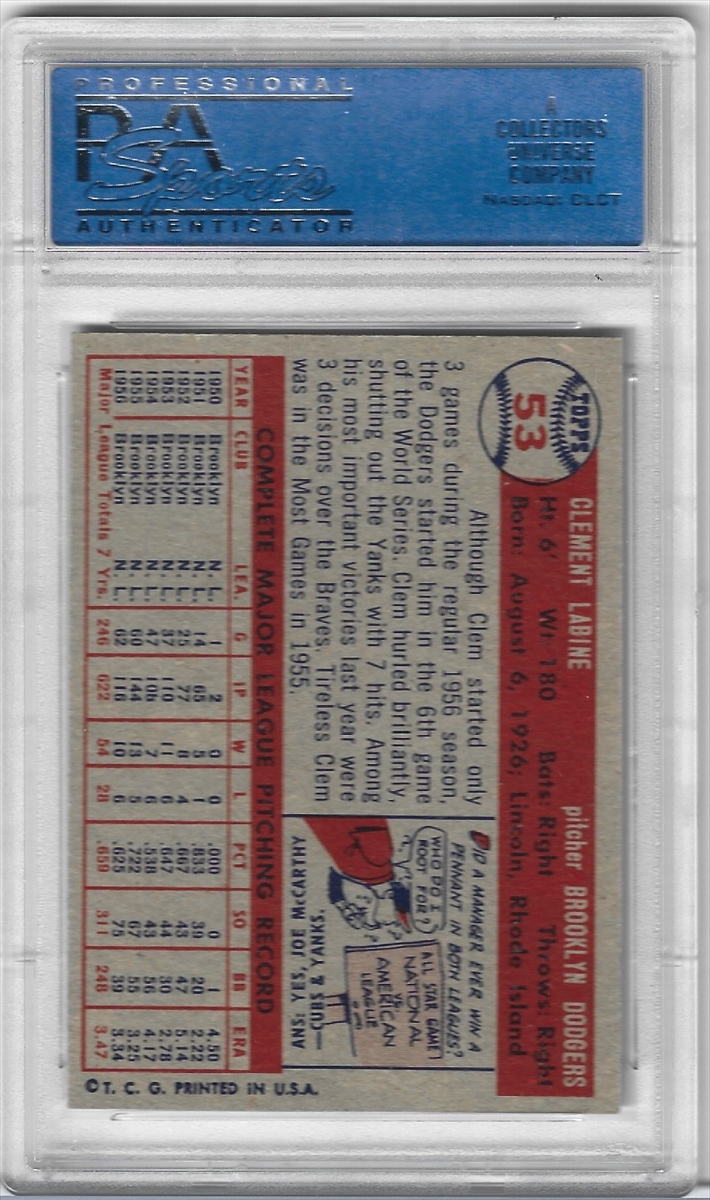 PROFESSIONAL
PSA
Sports
AUTHENTICATOR
A
COLLECTORS
UNIVERSE
COMPANY
NASDAQ: CLCT
TOPPS
53
CLEMENT LABINE pitcher BROOKLYN DODGERS
Ht. 6' Wt. 180 Bats: Right Throws: Right
Born: August 6, 1926; Lincoln, Rhode Island
Although Clem started only
3 games during the regular 1956 season,
the Dodgers started him in the 6th game
of the World Series. Clem hurled brilliantly,
shutting out the Yanks with 7 hits. Among
his most important victories last year were
3 decisions over the Braves. Tireless Clem
was in the Most Games in 1955.
DID A MANAGER EVER WIN A
PENNANT IN BOTH LEAGUES?
WHO DO I
ROOT FOR?
ALL STAR GAME
NATIONAL
VS.
AMERICAN
LEAGUE
ANS: YES, JOE McCARTHY
—CUBS & YANKS.
COMPLETE MAJOR LEAGUE PITCHING RECORD
YEAR CLUB LEA. G IP W L PCT SO BB ERA
1950 Brooklyn N. L. 1 2 0 0 .000 0 1 4.50
1951 Brooklyn N. L. 14 65 5 1 .833 39 20 2.22
1952 Brooklyn N. L. 25 77 8 4 .667 43 47 5.14
1953 Brooklyn N. L. 37 110 11 6 .647 44 30 2.78
1954 Brooklyn N. L. 47 108 7 6 .538 43 56 4.17
1955 Brooklyn N. L. 60 144 13 5 .722 67 55 3.25
1956 Brooklyn N. L. 62 116 10 6 .625 75 39 3.34
Major League Totals 7 Yrs. 246 622 54 28 .659 311 248 3.47
© T. C. G. PRINTED IN U.S.A.